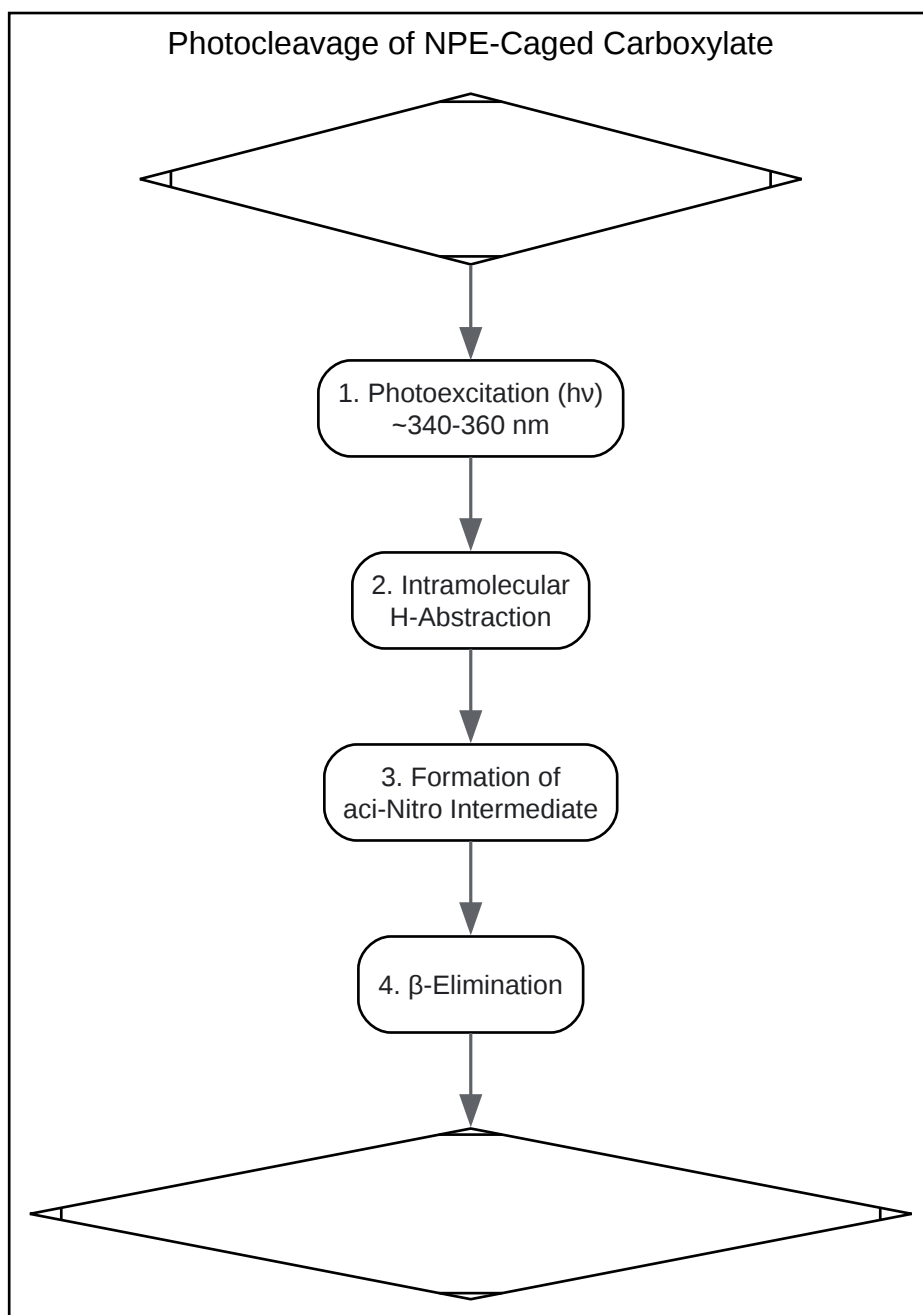 Photocleavage of NPE-Caged Carboxylate
1. Photoexcitation (hν)
~340-360 nm
2. Intramolecular
H-Abstraction
3. Formation of
aci-Nitro Intermediate
4. β-Elimination